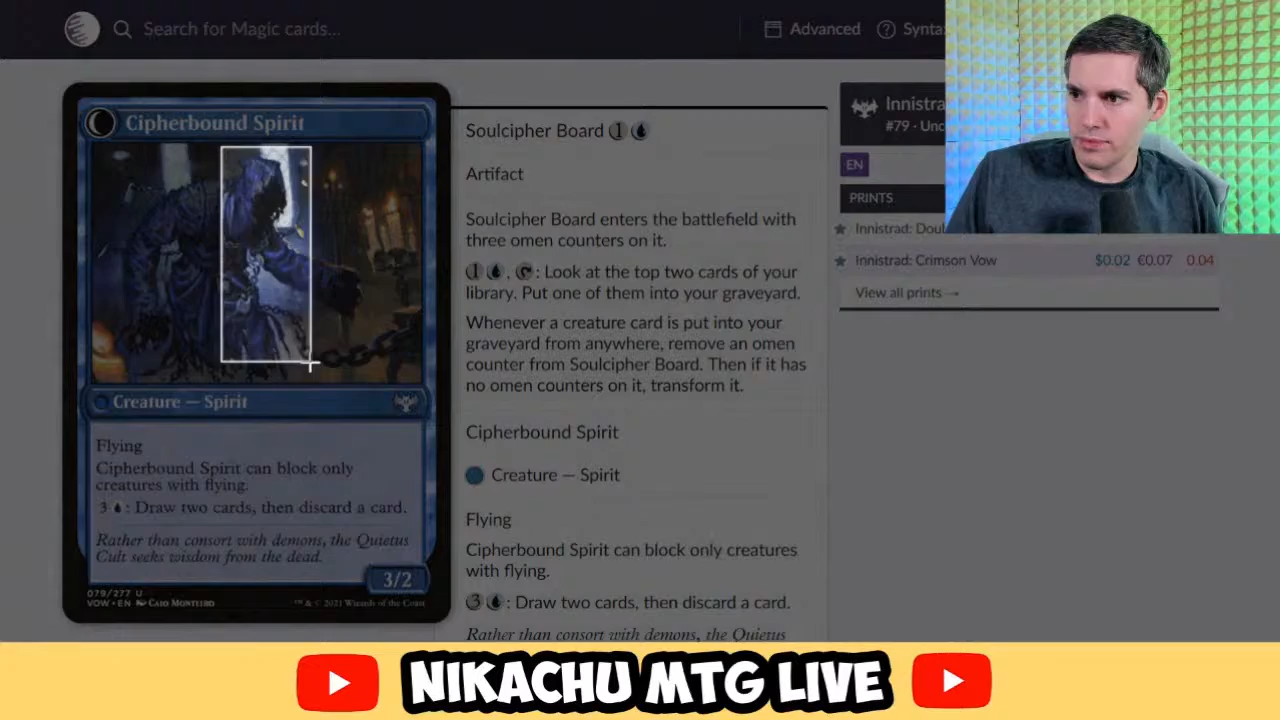 Search for Magic cards...
Advanced
Synta
Cipherbound Spirit
Creature — Spirit
Flying
Cipherbound Spirit can block only
creatures with flying.
3 : Draw two cards, then discard a card.
Rather than consort with demons, the Quietus
Cult seeks wisdom from the dead.
3/2
079/277 U
VOW • EN CAIO MONTEIRO
™ & © 2021 Wizards of the Coast
Soulcipher Board 1
Artifact
Soulcipher Board enters the battlefield with
three omen counters on it.
1 , : Look at the top two cards of your
library. Put one of them into your graveyard.
Whenever a creature card is put into your
graveyard from anywhere, remove an omen
counter from Soulcipher Board. Then if it has
no omen counters on it, transform it.
Cipherbound Spirit
Creature — Spirit
Flying
Cipherbound Spirit can block only creatures
with flying.
3 : Draw two cards, then discard a card.
Rather than consort with demons, the Quietus
Innistra
#79 · Unc
EN
PRINTS
Innistrad: Doul
Innistrad: Crimson Vow $0.02 €0.07 0.04
View all prints →
NIKACHU MTG LIVE